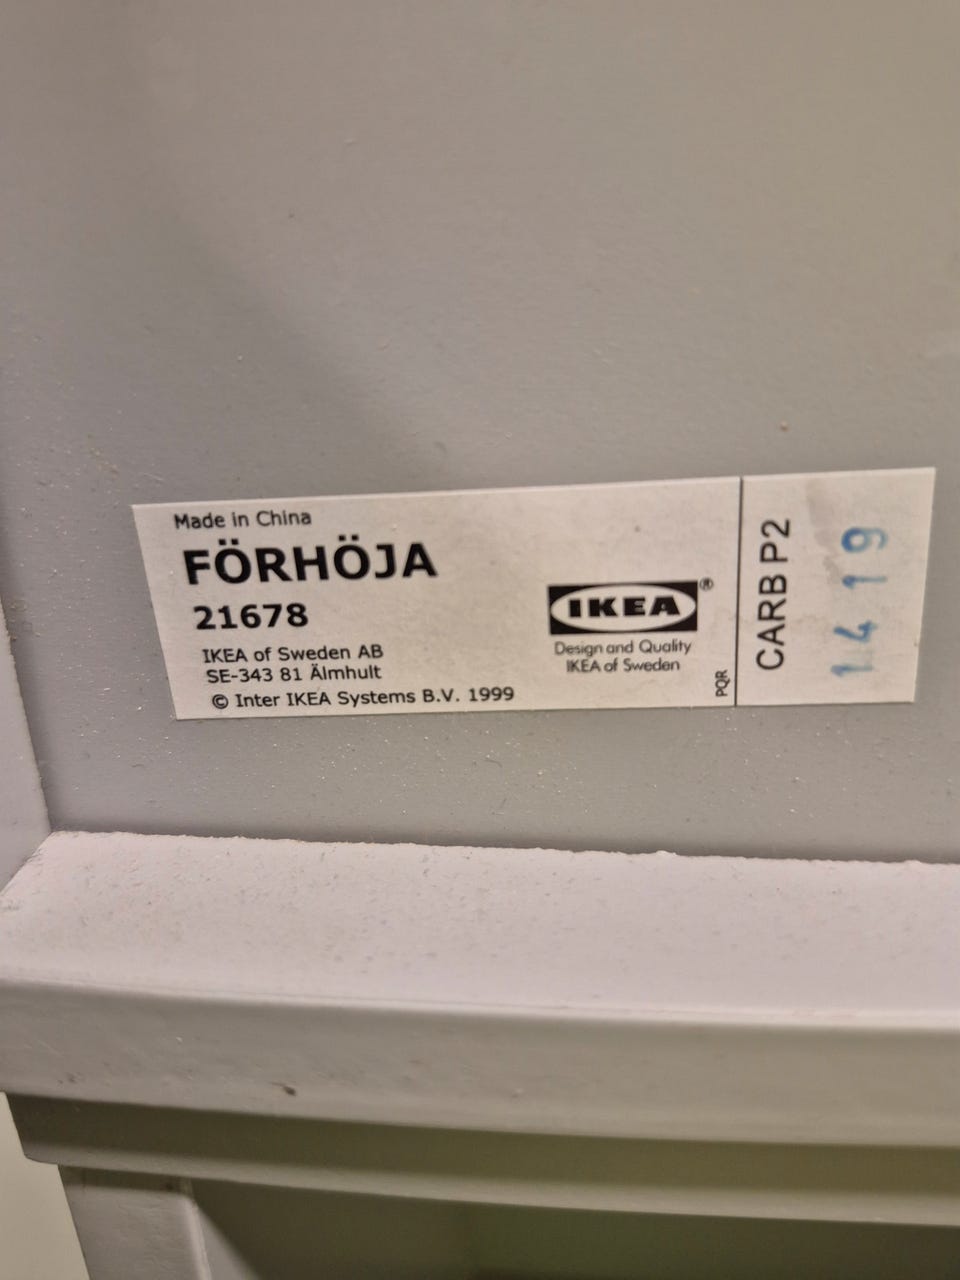 Made in China
FÖRHÖJA
21678
IKEA of Sweden AB
SE-343 81 Älmhult
© Inter IKEA Systems B.V. 1999
IKEA®
Design and Quality
IKEA of Sweden
PQR
CARB P2
1419